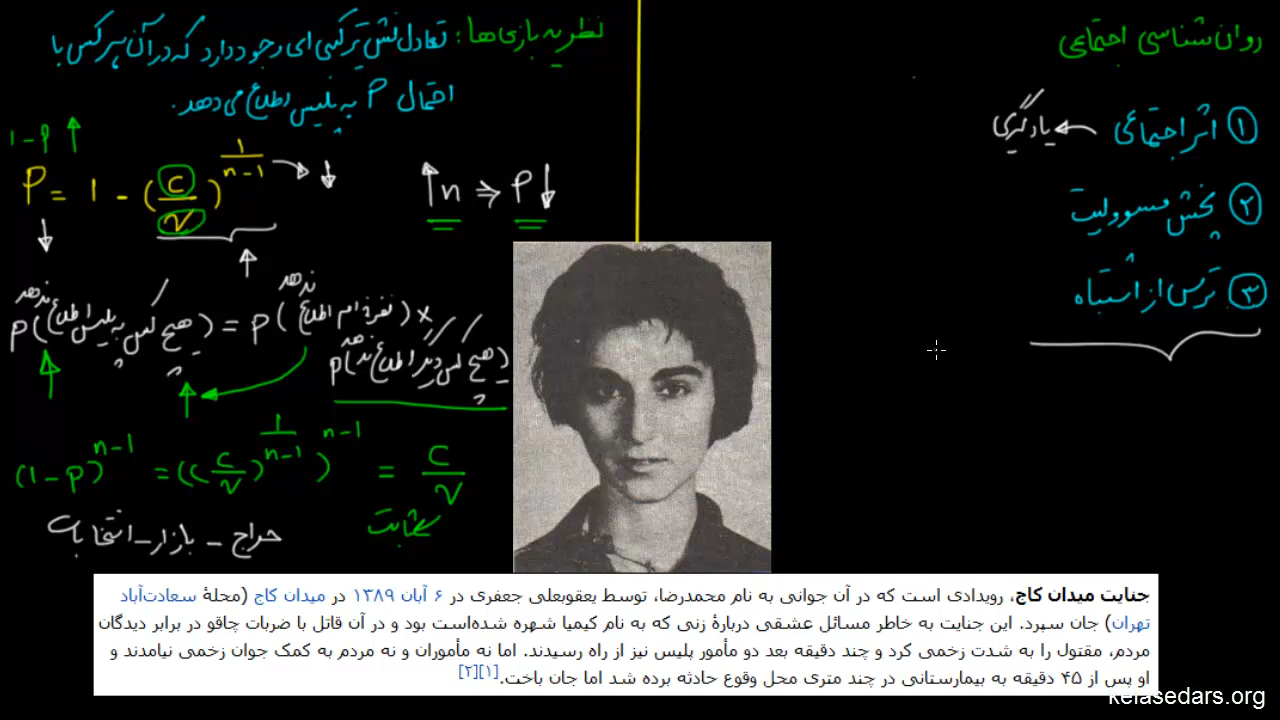 روان شناسی اجتماعی
① اثر اجتماعی ← یادگیری
② پخش مسوولیت
③ ترس از اشتباه
نظریه بازی ها: تعادل نش ترکیبی ای وجود دارد که در آن هر کس با
احتمال P به پلیس اطلاع می دهد.
1-P ↑
P = 1 - (c/v)^(1/(n-1)) → ↓
↑n ⇒ P↓
P(هیچ کس به پلیس اطلاع ندهد) = P(نفر i ام اطلاع ندهد) ×
P(هیچ کس دیگر اطلاع ندهد)
(1-P)^(n-1) = ((c/v)^(1/(n-1)))^(n-1) = c/v
ثابت
حراج - بازار - انتخابات
جنایت میدان کاج، رویدادی است که در آن جوانی به نام محمدرضا، توسط یعقوبعلی جعفری در ۶ آبان ۱۳۸۹ در میدان کاج (محلهٔ سعادت‌آباد
تهران) جان سپرد. این جنایت به خاطر مسائل عشقی دربارهٔ زنی که به نام کیمیا شهره شده‌است بود و در آن قاتل با ضربات چاقو در برابر دیدگان
مردم، مقتول را به شدت زخمی کرد و چند دقیقه بعد دو مأمور پلیس نیز از راه رسیدند. اما نه مأموران و نه مردم به کمک جوان زخمی نیامدند و
او پس از ۴۵ دقیقه به بیمارستانی در چند متری محل وقوع حادثه برده شد اما جان باخت.[۱][۲]
kelasedars.org